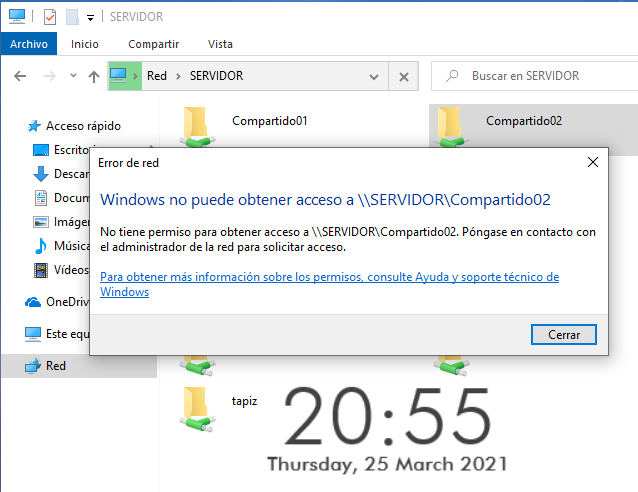 SERVIDOR
Archivo Inicio Compartir Vista
Red SERVIDOR Buscar en SERVIDOR
Acceso rápido
Escritori
Descar
Docum
Imágen
Música
Vídeos
OneDriv
Este equi
Red
Compartido01 Compartido02
Error de red
Windows no puede obtener acceso a \\SERVIDOR\Compartido02
No tiene permiso para obtener acceso a \\SERVIDOR\Compartido02. Póngase en contacto con
el administrador de la red para solicitar acceso.
Para obtener más información sobre los permisos, consulte Ayuda y soporte técnico de
Windows
Cerrar
tapiz
20:55
Thursday, 25 March 2021